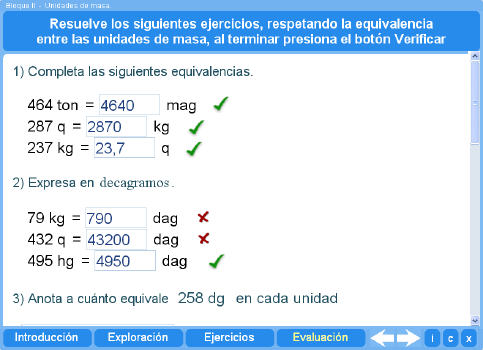 Bloque II - Unidades de masa
Resuelve los siguientes ejercicios, respetando la equivalencia
entre las unidades de masa, al terminar presiona el botón Verificar
1) Completa las siguientes equivalencias.
464 ton = 4640 mag
287 q = 2870 kg
237 kg = 23,7 q
2) Expresa en decagramos.
79 kg = 790 dag
432 q = 43200 dag
495 hg = 4950 dag
3) Anota a cuánto equivale 258 dg en cada unidad
Introducción Exploración Ejercicios Evaluación i c x